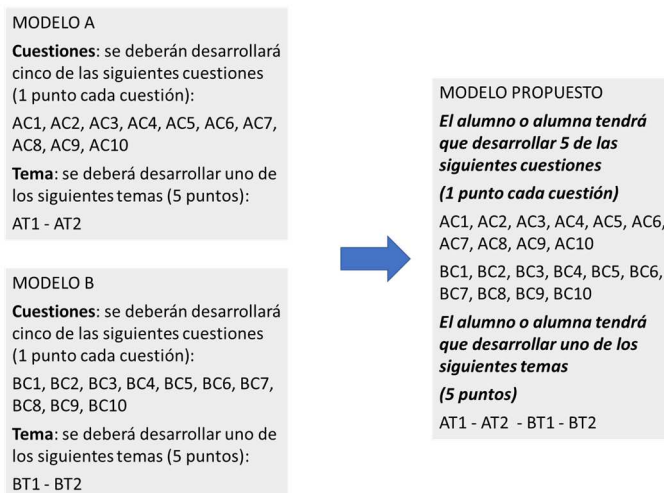 MODELO A
Cuestiones: se deberán desarrollará
cinco de las siguientes cuestiones
(1 punto cada cuestión):
AC1, AC2, AC3, AC4, AC5, AC6, AC7,
AC8, AC9, AC10
Tema: se deberá desarrollar uno de
los siguientes temas (5 puntos):
AT1 - AT2
MODELO B
Cuestiones: se deberán desarrollará
cinco de las siguientes cuestiones
(1 punto cada cuestión):
BC1, BC2, BC3, BC4, BC5, BC6, BC7,
BC8, BC9, BC10
Tema: se deberá desarrollar uno de
los siguientes temas (5 puntos):
BT1 - BT2
MODELO PROPUESTO
El alumno o alumna tendrá
que desarrollar 5 de las
siguientes cuestiones
(1 punto cada cuestión)
AC1, AC2, AC3, AC4, AC5, AC6,
AC7, AC8, AC9, AC10
BC1, BC2, BC3, BC4, BC5, BC6,
BC7, BC8, BC9, BC10
El alumno o alumna tendrá
que desarrollar uno de los
siguientes temas
(5 puntos)
AT1 - AT2 - BT1 - BT2